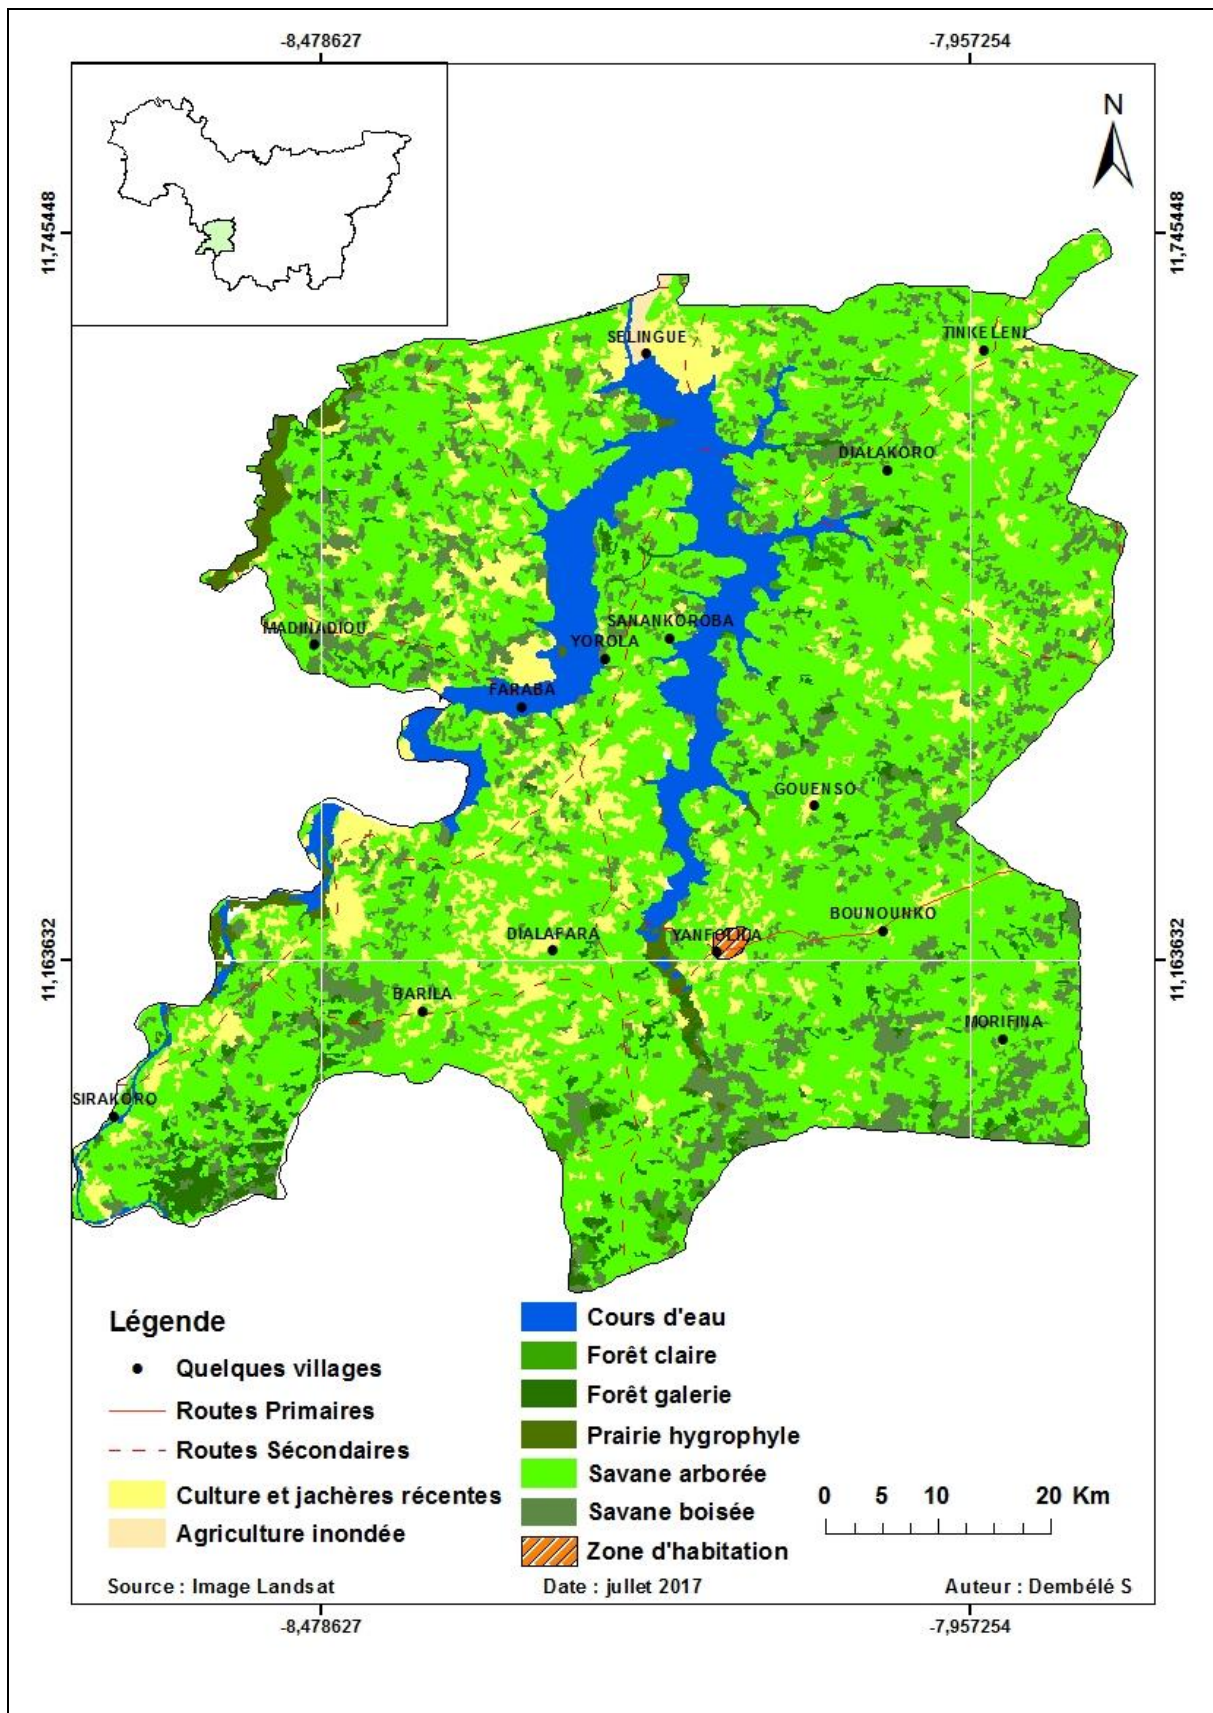 -8,478627
-7,957254
N
11,745448
11,745448
SELINGUE
TINKELENI
DIALAKORO
SANANKOROBA
MADINADIOU
YOROLA
FARABA
GOUENSO
BOUNOUNKO
DIALAFARA
YANFOLILA
11,163632
11,163632
BARILA
MORIFINA
SIRAKORO
Légende
Quelques villages
Routes Primaires
Routes Sécondaires
Culture et jachères récentes
Agriculture inondée
Cours d'eau
Forêt claire
Forêt galerie
Prairie hygrophyle
Savane arborée
Savane boisée
Zone d'habitation
0 5 10 20 Km
Source : Image Landsat
Date : juillet 2017
Auteur : Dembélé S
-8,478627
-7,957254